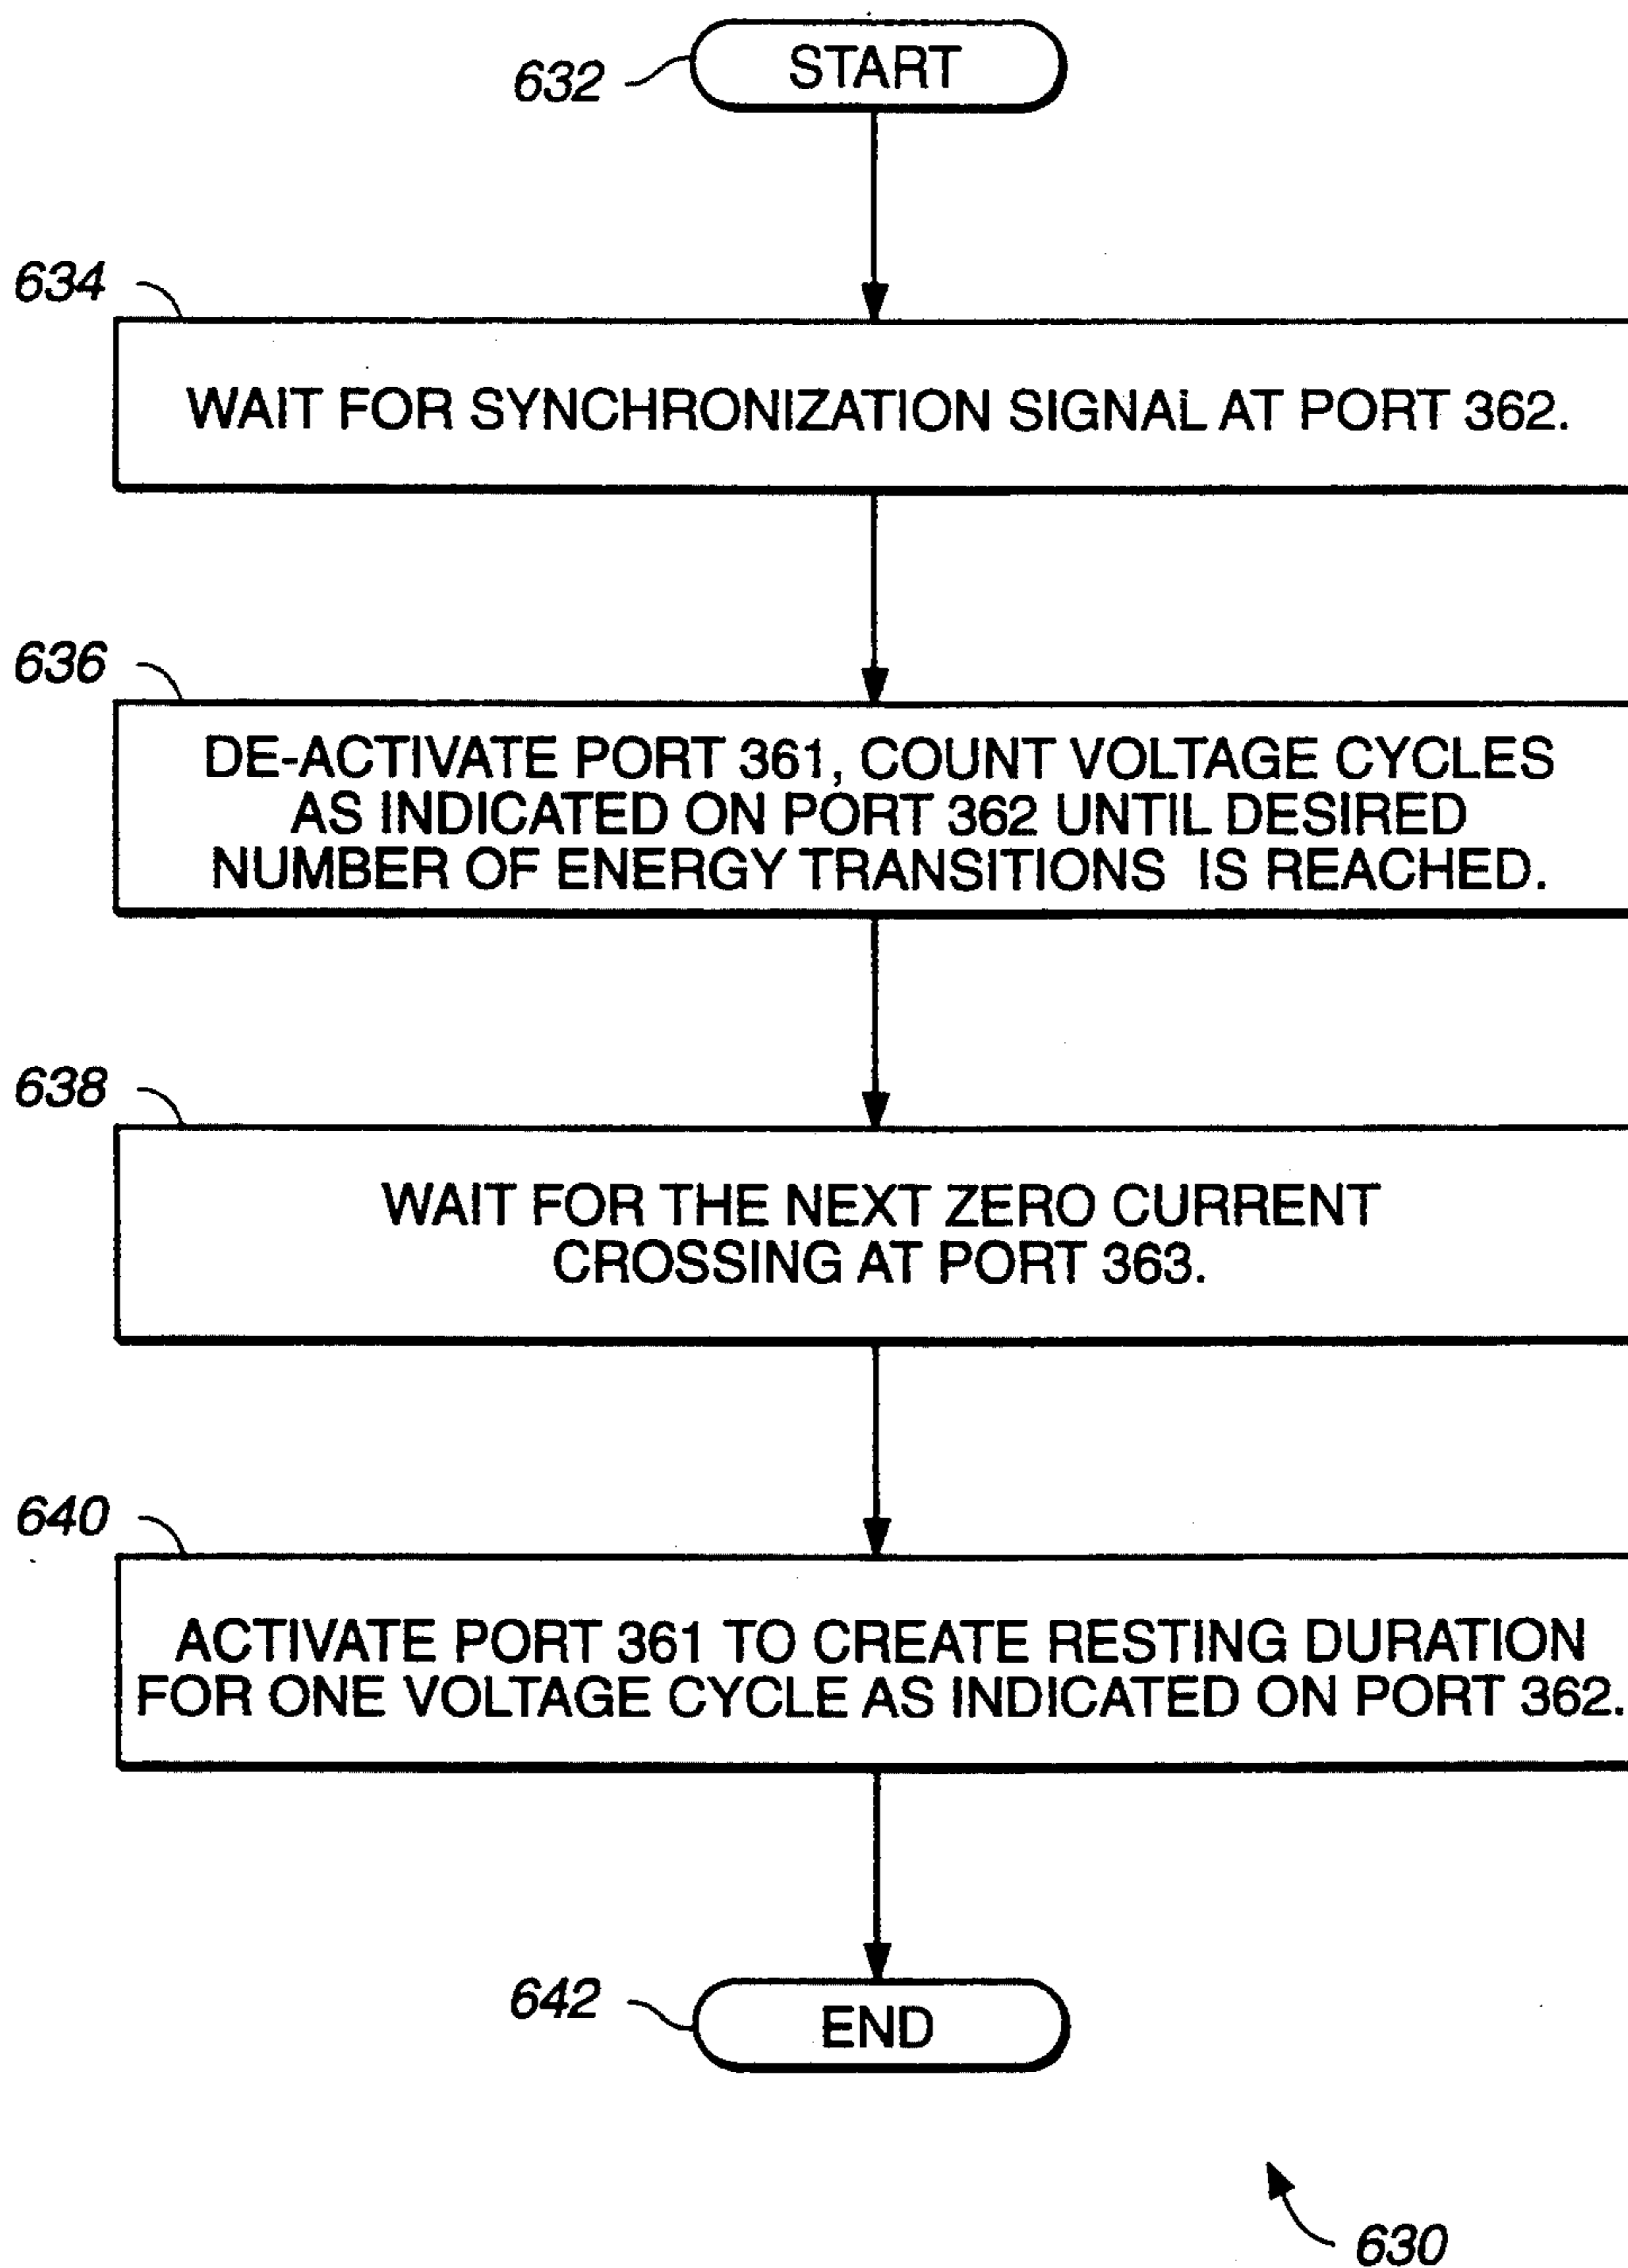 632
START
634
WAIT FOR SYNCHRONIZATION SIGNAL AT PORT 362.
636
DE-ACTIVATE PORT 361, COUNT VOLTAGE CYCLES
AS INDICATED ON PORT 362 UNTIL DESIRED
NUMBER OF ENERGY TRANSITIONS IS REACHED.
638
WAIT FOR THE NEXT ZERO CURRENT
CROSSING AT PORT 363.
640
ACTIVATE PORT 361 TO CREATE RESTING DURATION
FOR ONE VOLTAGE CYCLE AS INDICATED ON PORT 362.
642
END
630